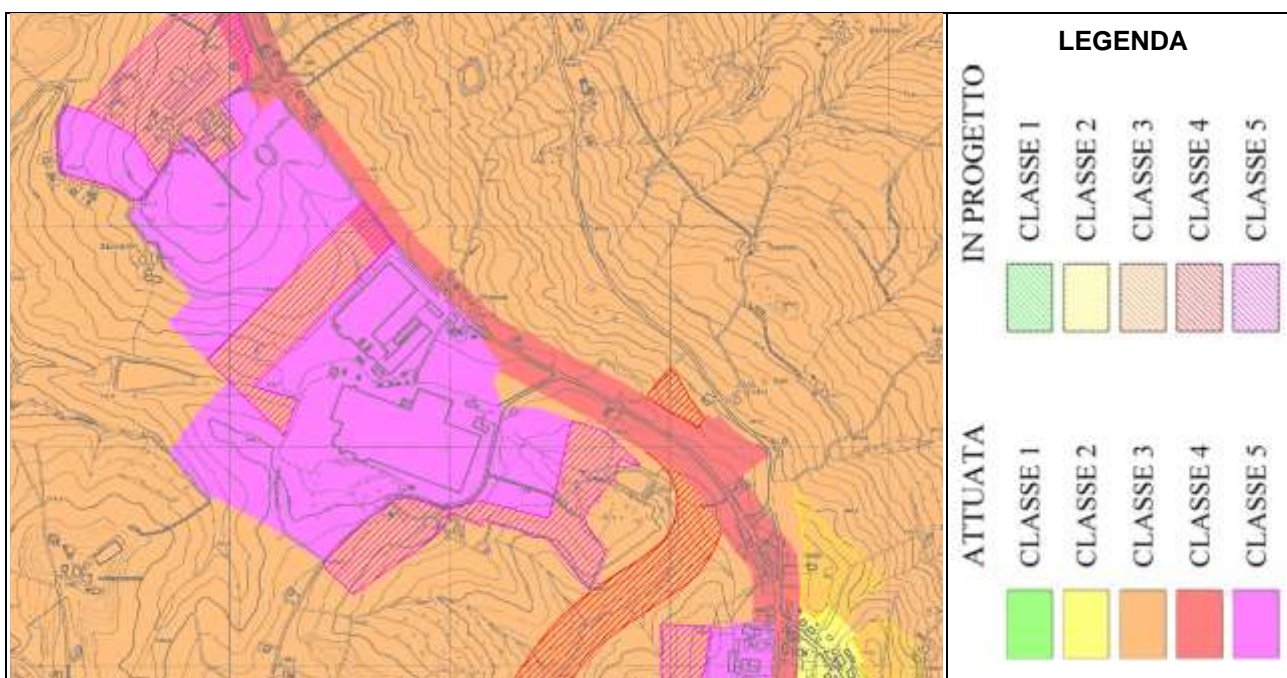 LEGENDA
IN PROGETTO
CLASSE 1
CLASSE 2
CLASSE 3
CLASSE 4
CLASSE 5
ATTUATA
CLASSE 1
CLASSE 2
CLASSE 3
CLASSE 4
CLASSE 5